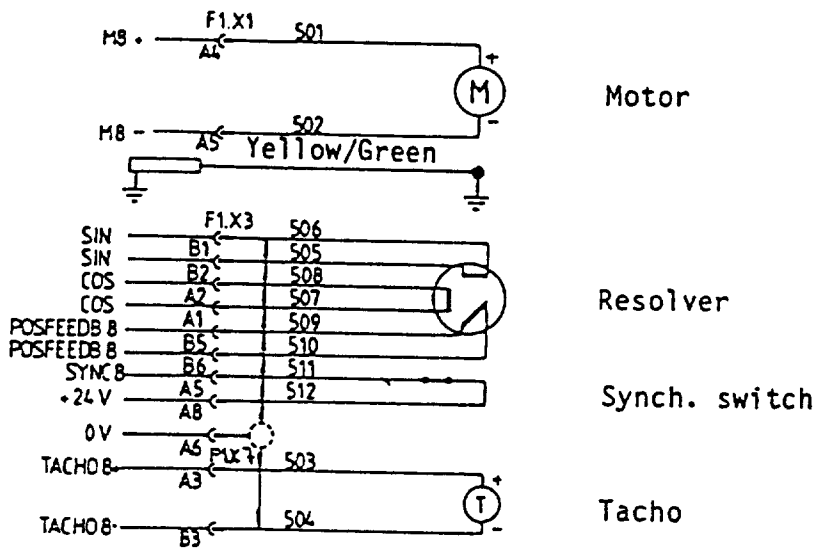 F1.X1
M8 + A4 501
+
M Motor
M8 - A5 502
-
Yellow/Green
F1.X3
SIN B1 506
SIN B2 505
COS A2 508
COS A1 507
Resolver
POSFEEDB 8 B5 509
POSFEEDB 8 B6 510
SYNC 8 A5 511
Synch. switch
+24 V A8 512
0V A6
TACHO 8+ A3 503
+
T Tacho
TACHO 8- B3 504
-